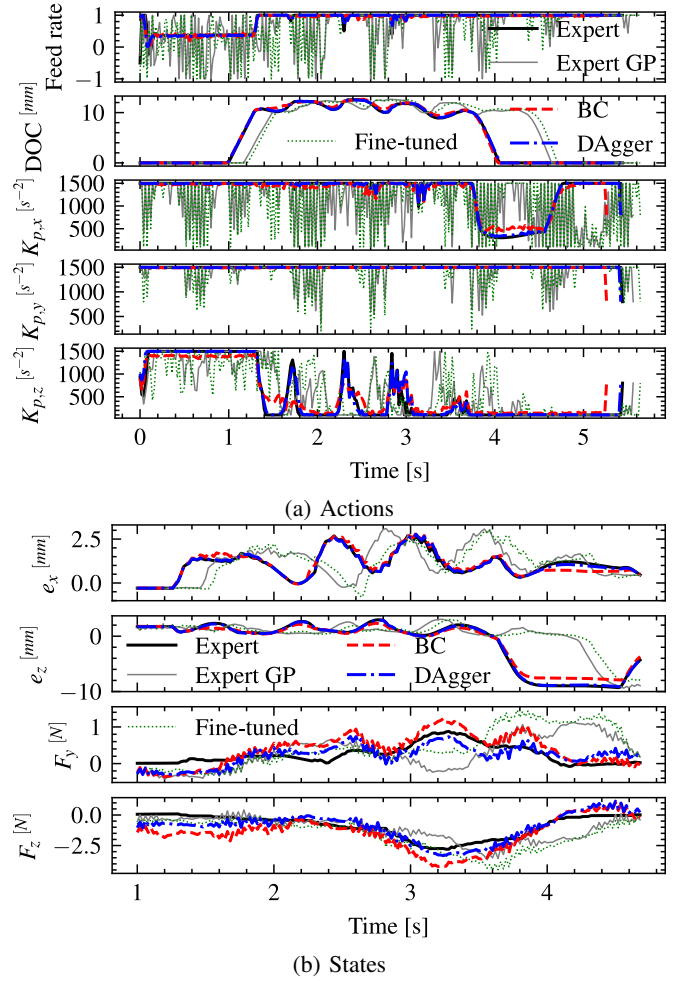 Feed rate
1
0
−1
Expert
Expert GP
DOC [mm]
10
0
Fine-tuned
BC
DAgger
K_{p,x} [s^{-2}]
1500
1000
500
K_{p,y} [s^{-2}]
1500
1000
500
K_{p,z} [s^{-2}]
1500
1000
500
0 1 2 3 4 5
Time [s]
(a) Actions
e_x [mm]
2.5
0.0
e_z [mm]
0
−10
Expert
BC
Expert GP
DAgger
F_y [N]
1
0
Fine-tuned
F_z [N]
0.0
−2.5
1 2 3 4
Time [s]
(b) States